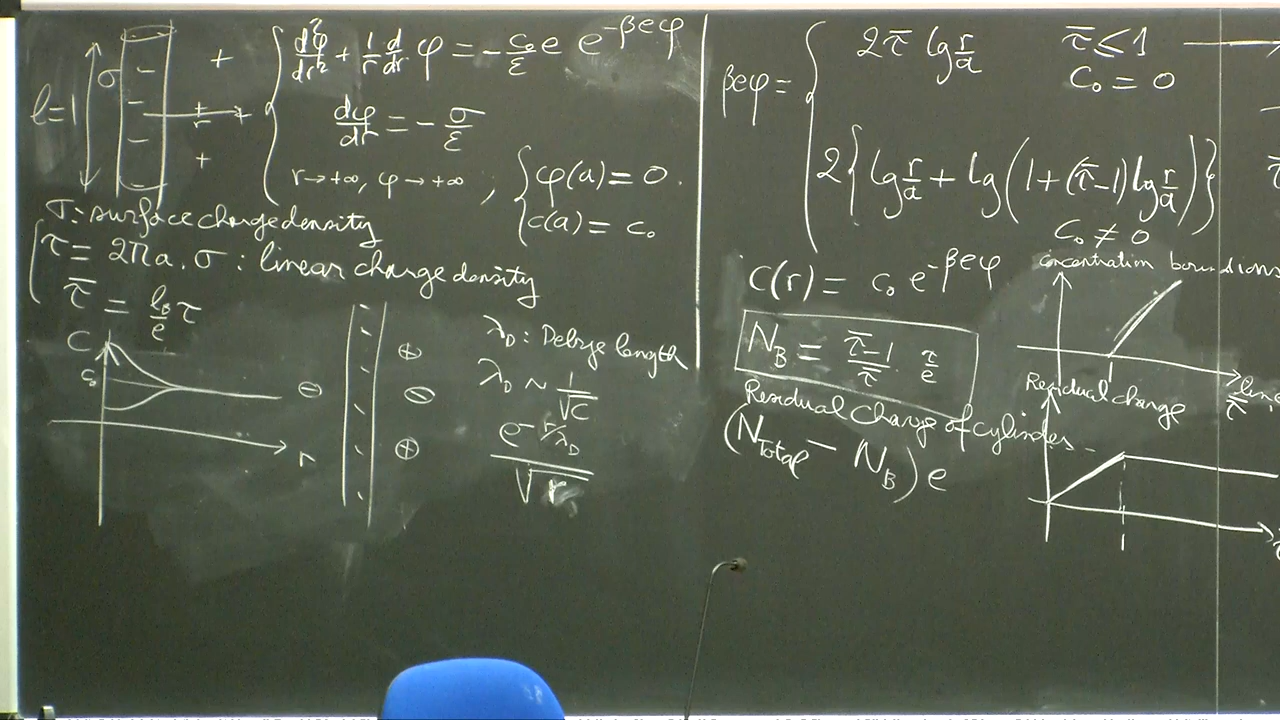 l=1
σ
r
d²φ/dr² + 1/r d/dr φ = - c₀e/ε e^{-βeφ}
dφ/dr = - σ/ε
r→+∞, φ→+∞ , { φ(a) = 0.
c(a) = c₀
σ: surface charge density
τ = 2πa.σ : linear charge density
τ̄ = l_B/e τ
C
c₀
r
λ_D : Debye length
λ_D ~ 1/√C
e^{-r/λ_D}/√r
βeφ = { 2τ̄ lg r/a τ̄ ≤ 1
C₀ = 0
2{ lg r/a + lg(1+(τ̄-1) lg r/a)}
C₀ ≠ 0
c(r) = c₀ e^{-βeφ}
N_B = τ̄-1/τ̄ . τ/e
Residual Charge of cylinder
(N_Total - N_B) e
concentration
1
τ̄
Residual charge